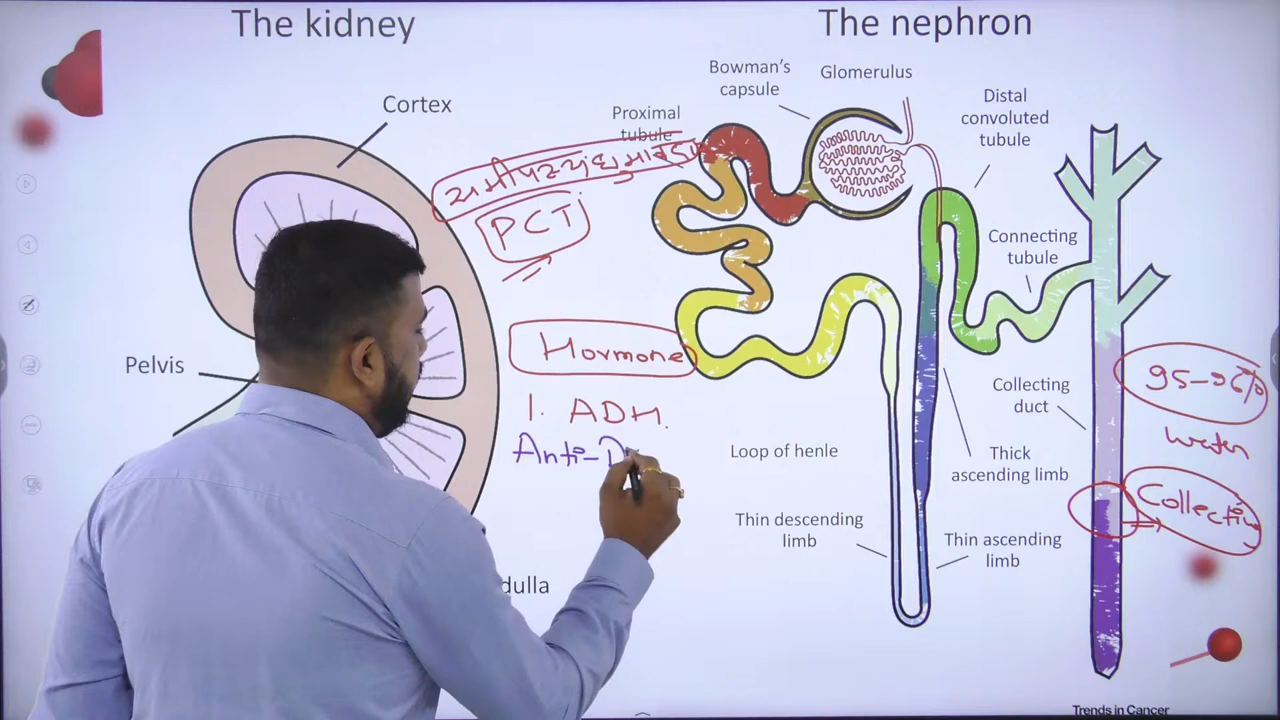 The kidney
The nephron
Cortex
Pelvis
dulla
Proximal
tubule
PCT
Hormone
1. ADH.
Anti-D
Bowman's
capsule
Glomerulus
Distal
convoluted
tubule
Connecting
tubule
Collecting
duct
Loop of henle
Thick
ascending limb
Thin descending
limb
Thin ascending
limb
water
Collecting
Trends in Cancer